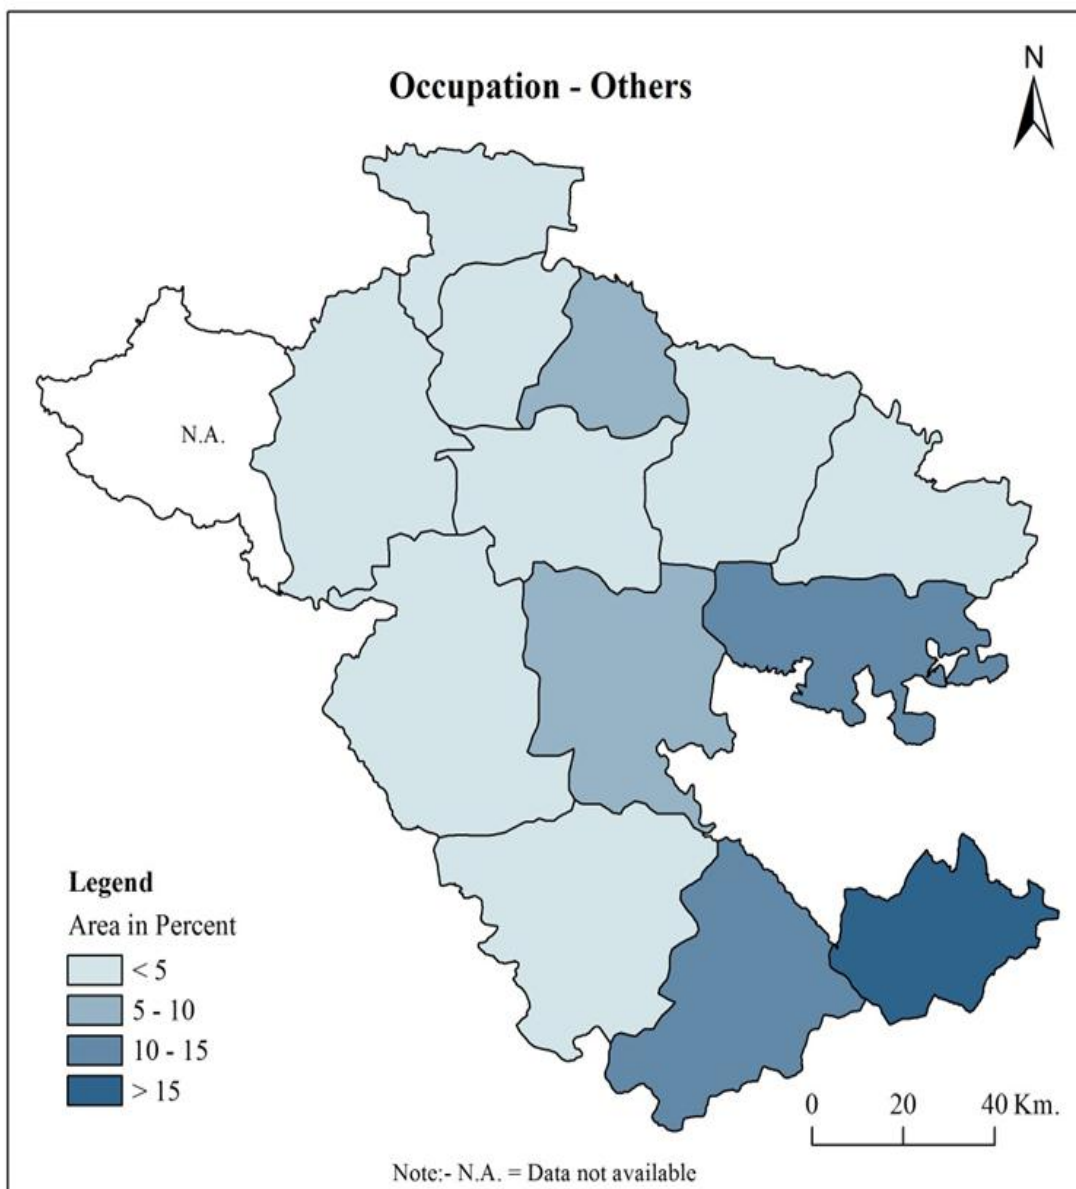 N
Occupation - Others
N.A.
Legend
Area in Percent
< 5
5 - 10
10 - 15
> 15
0 20 40 Km.
Note:- N.A. = Data not available